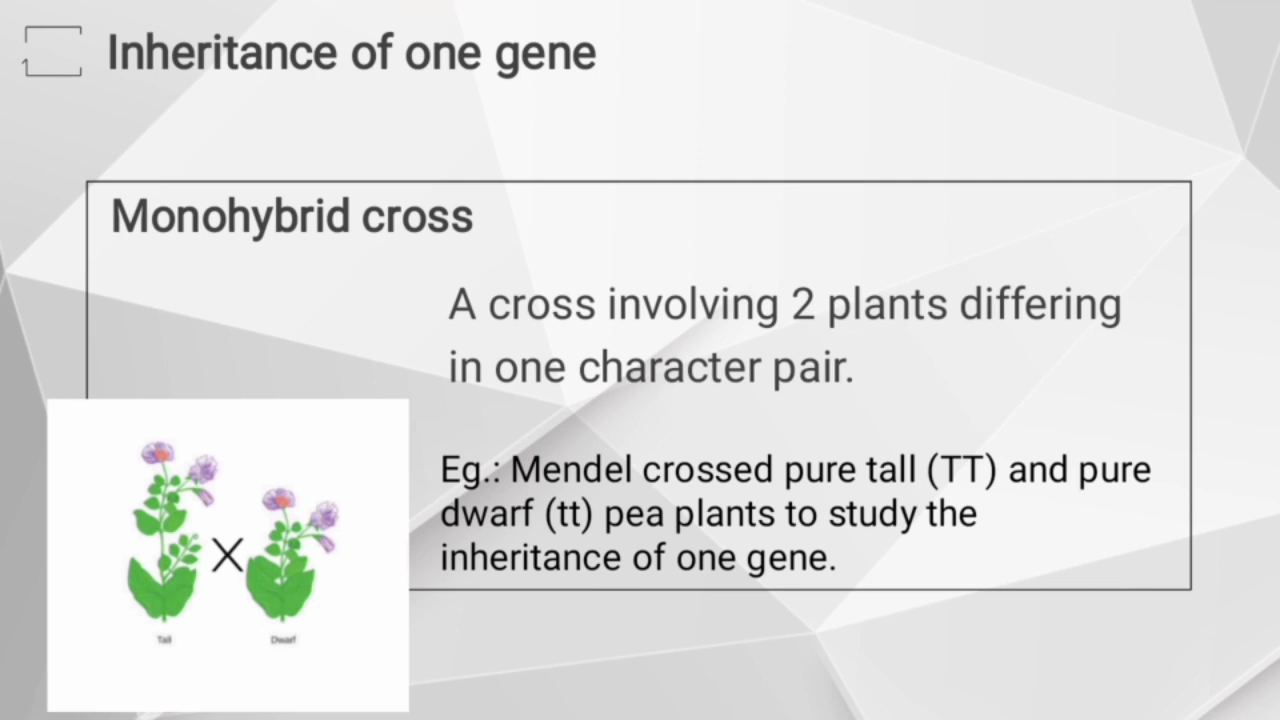 Inheritance of one gene
Monohybrid cross
A cross involving 2 plants differing
in one character pair.
Eg.: Mendel crossed pure tall (TT) and pure
dwarf (tt) pea plants to study the
inheritance of one gene.
X
Tall Dwarf